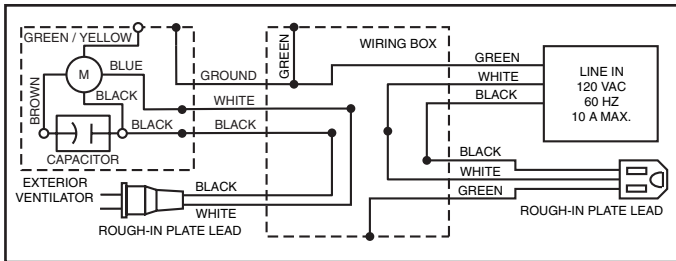 GREEN / YELLOW
BLUE
M
BROWN
BLACK
BLACK
CAPACITOR
GROUND
WHITE
BLACK
GREEN
WIRING BOX
GREEN
WHITE
BLACK
LINE IN
120 VAC
60 HZ
10 A MAX.
EXTERIOR
VENTILATOR
BLACK
WHITE
ROUGH-IN PLATE LEAD
BLACK
WHITE
GREEN
ROUGH-IN PLATE LEAD